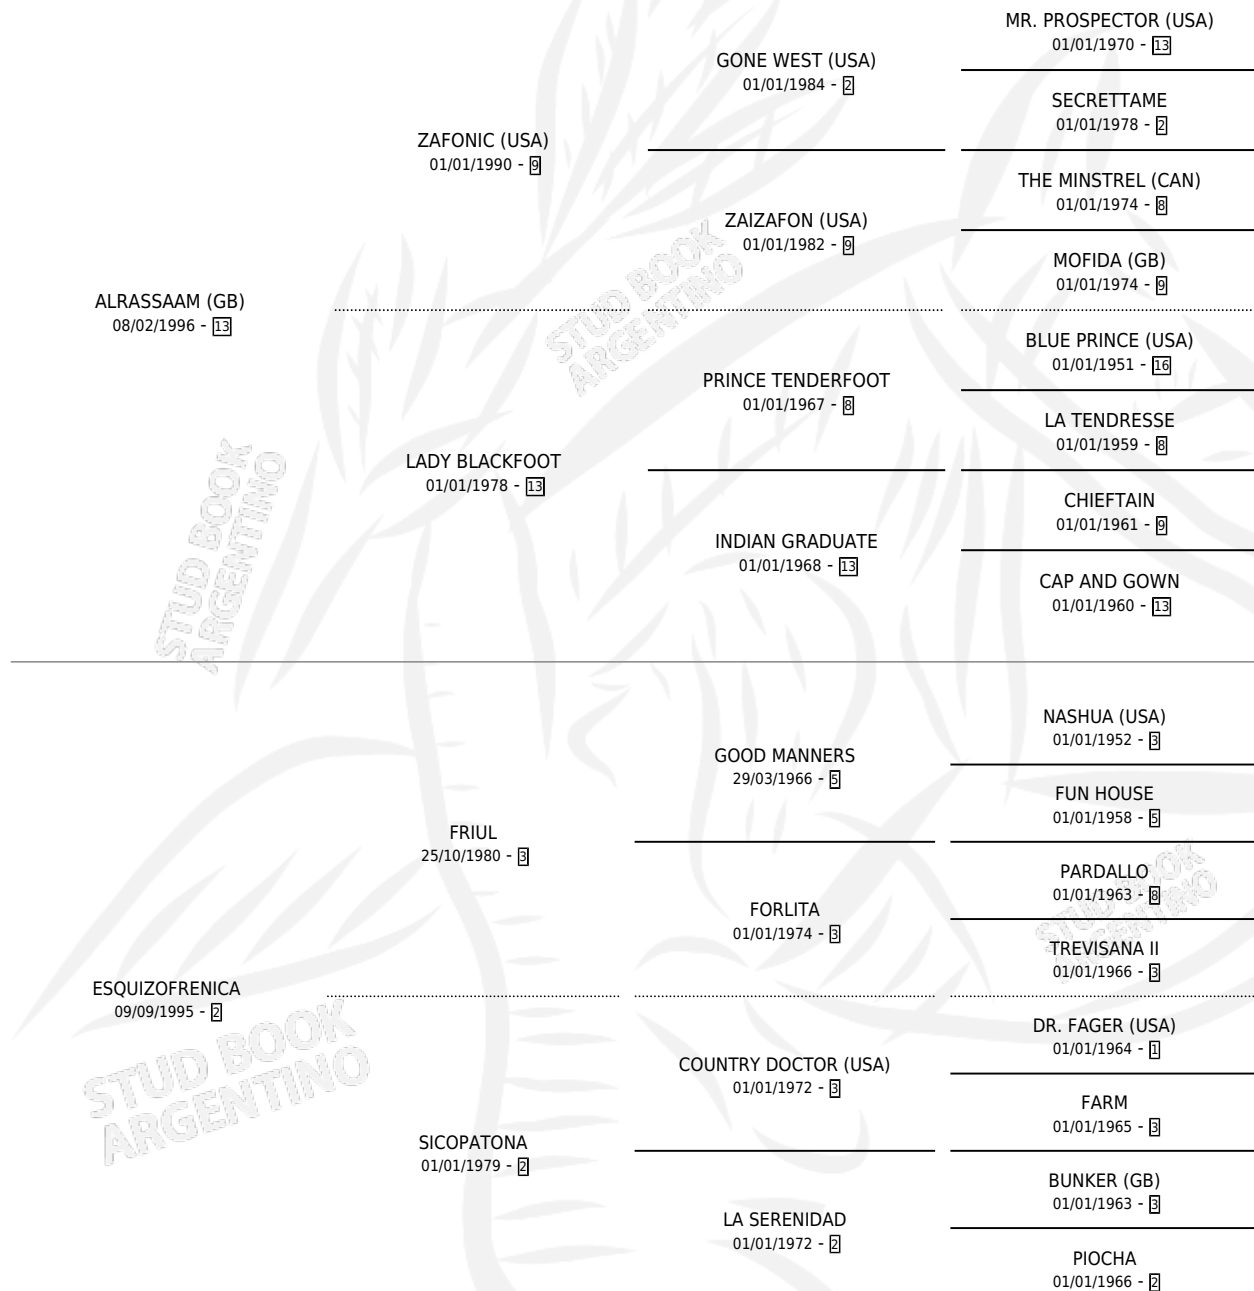 MR. PROSPECTOR (USA)
01/01/1970 - 13
GONE WEST (USA)
01/01/1984 - 2
SECRETTAME
01/01/1978 - 2
ZAFONIC (USA)
01/01/1990 - 9
THE MINSTREL (CAN)
01/01/1974 - 8
ZAIZAFON (USA)
01/01/1982 - 9
MOFIDA (GB)
01/01/1974 - 9
ALRASSAAM (GB)
08/02/1996 - 13
STUD BOOK
ARGENTINO
BLUE PRINCE (USA)
01/01/1951 - 16
PRINCE TENDERFOOT
01/01/1967 - 8
LA TENDRESSE
01/01/1959 - 8
LADY BLACKFOOT
01/01/1978 - 13
CHIEFTAIN
01/01/1961 - 9
INDIAN GRADUATE
01/01/1968 - 13
CAP AND GOWN
01/01/1960 - 13
STUD BOOK
ARGENTINO
NASHUA (USA)
01/01/1952 - 3
GOOD MANNERS
29/03/1966 - 5
FUN HOUSE
01/01/1958 - 5
FRIUL
25/10/1980 - 3
PARDALLO
01/01/1963 - 8
FORLITA
01/01/1974 - 3
STUD BOOK
ARGENTINO
TREVISANA II
01/01/1966 - 3
ESQUIZOFRENICA
09/09/1995 - 2
DR. FAGER (USA)
01/01/1964 - 1
COUNTRY DOCTOR (USA)
01/01/1972 - 3
STUD BOOK
ARGENTINO
FARM
01/01/1965 - 3
SICOPATONA
01/01/1979 - 2
BUNKER (GB)
01/01/1963 - 3
LA SERENIDAD
01/01/1972 - 2
PIOCHA
01/01/1966 - 2